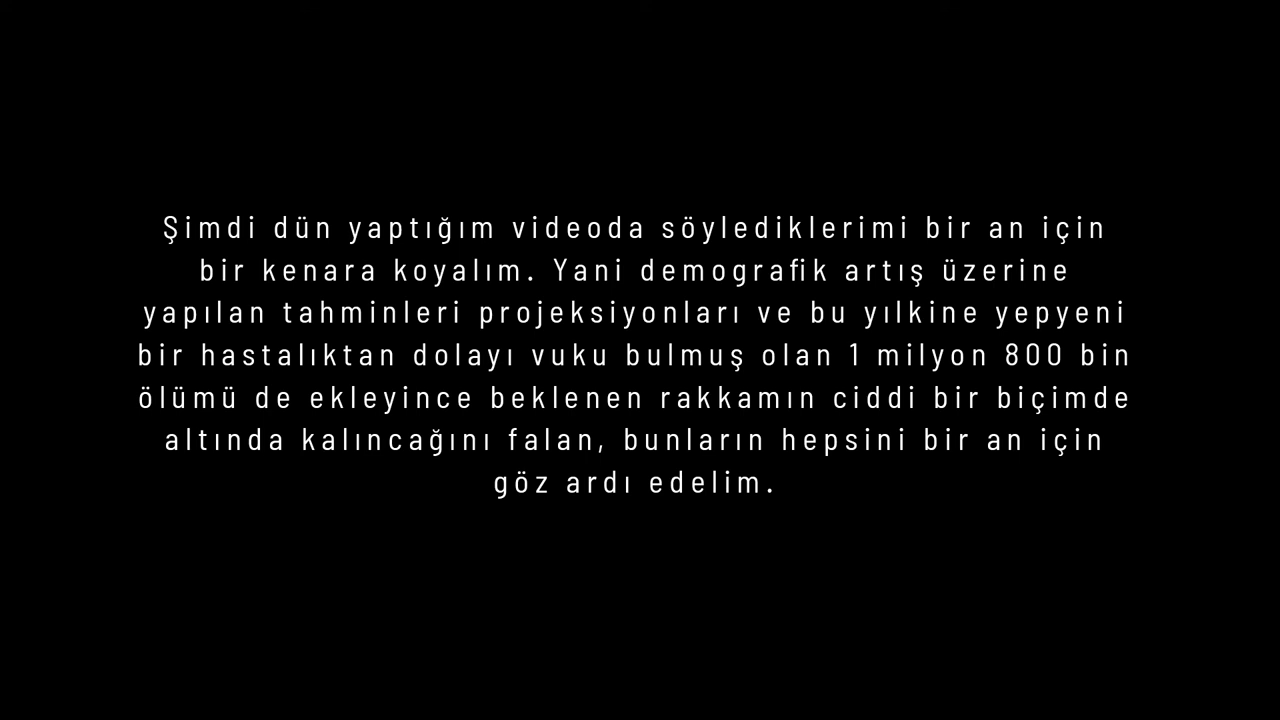 Şimdi dün yaptığım videoda söylediklerimi bir an için
bir kenara koyalım. Yani demografik artış üzerine
yapılan tahminleri projeksiyonları ve bu yılkine yepyeni
bir hastalıktan dolayı vuku bulmuş olan 1 milyon 800 bin
ölümü de ekleyince beklenen rakkamın ciddi bir biçimde
altında kalıncağını falan, bunların hepsini bir an için
göz ardı edelim.